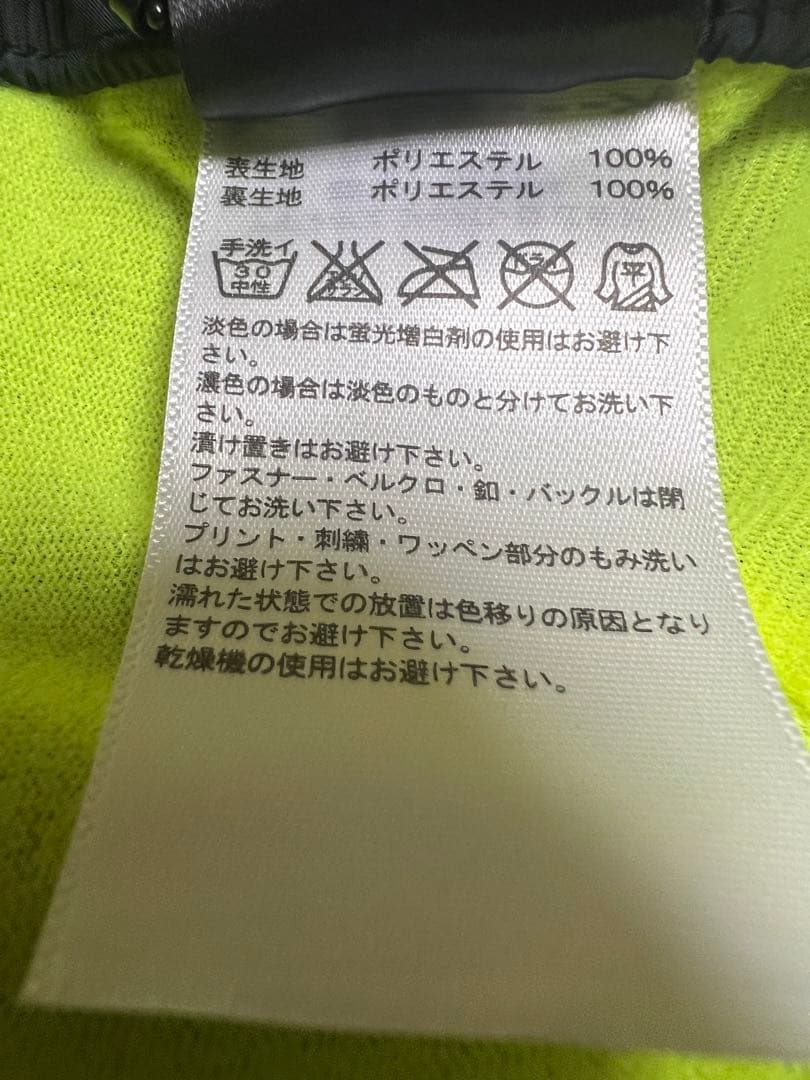 表生地 ポリエステル 100%
裏生地 ポリエステル 100%
手洗イ
30
中性
平
淡色の場合は蛍光増白剤の使用はお避け下
さい。
濃色の場合は淡色のものと分けてお洗い下
さい。
漬け置きはお避け下さい。
ファスナー・ベルクロ・釦・バックルは閉
じてお洗い下さい。
プリント・刺繍・ワッペン部分のもみ洗い
はお避け下さい。
濡れた状態での放置は色移りの原因となり
ますのでお避け下さい。
乾燥機の使用はお避け下さい。